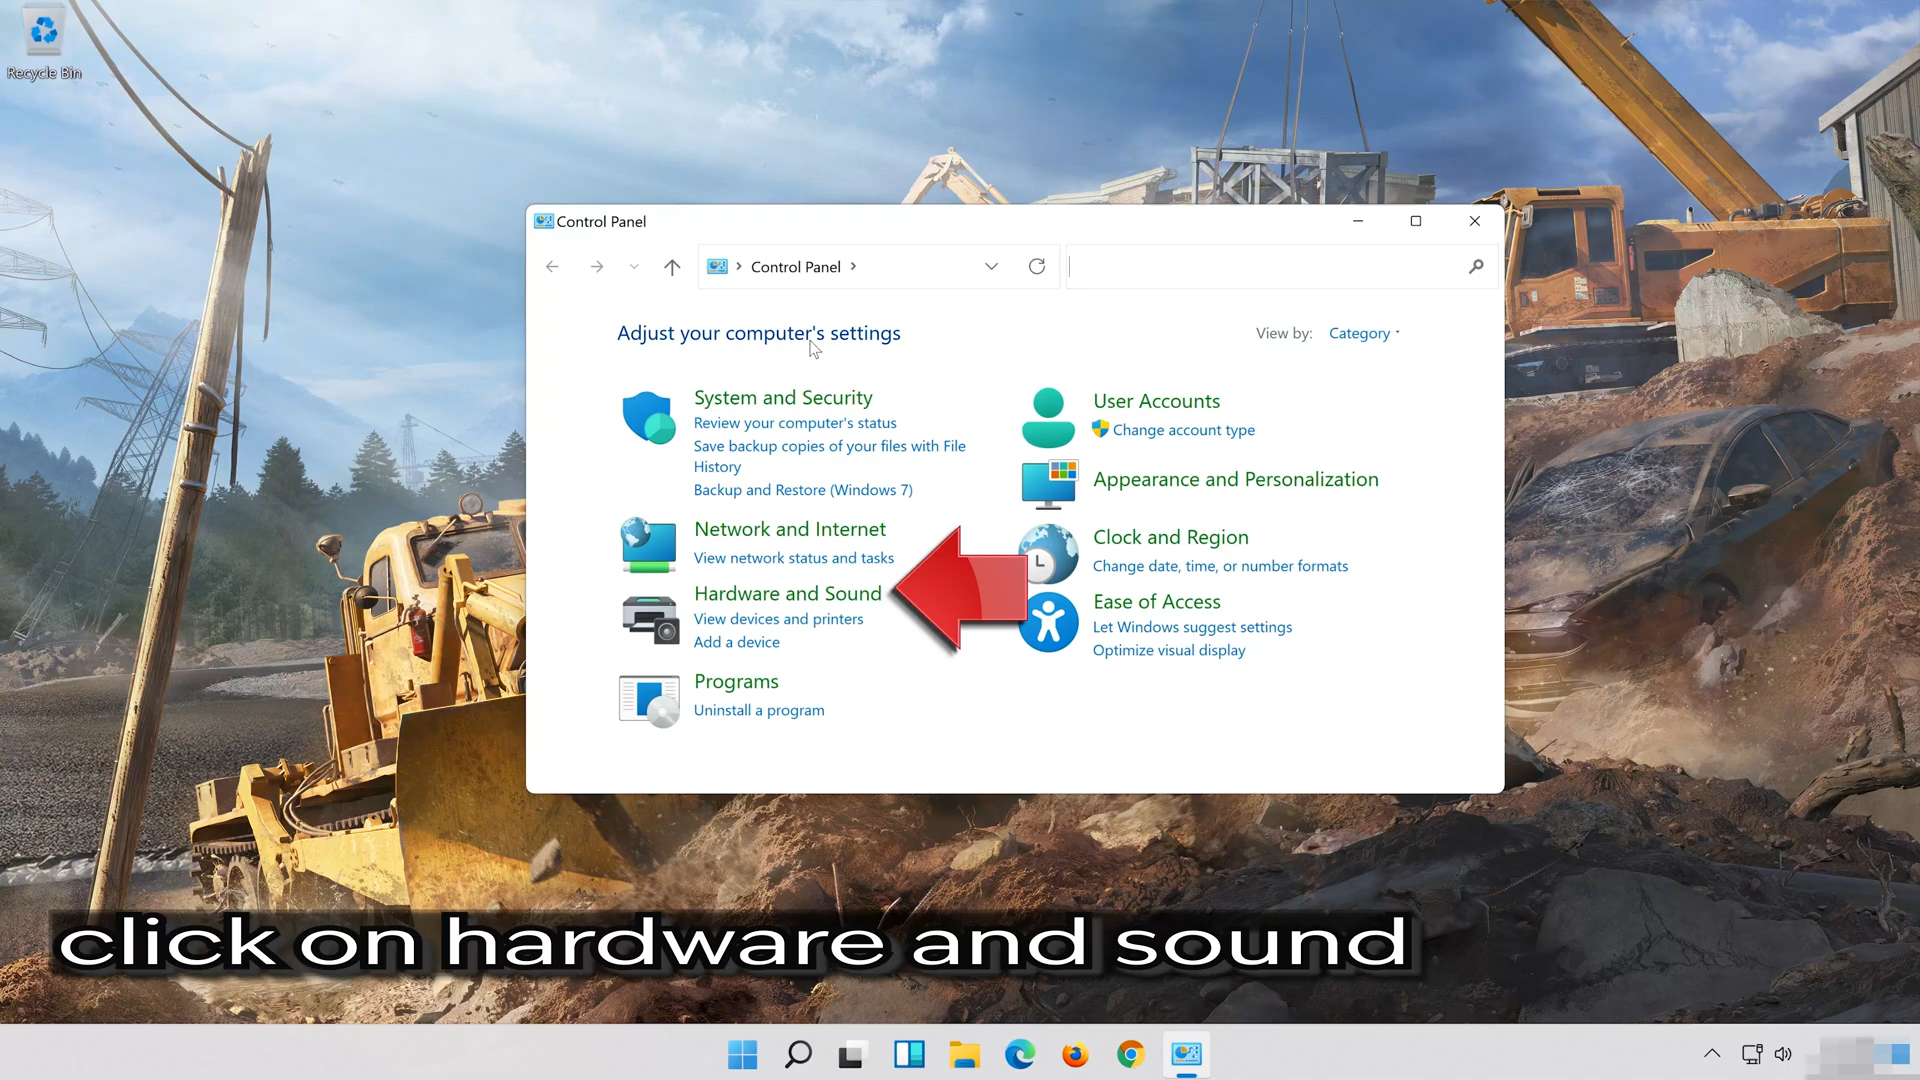 Recycle Bin
Control Panel
Control Panel
Adjust your computer's settings
View by: Category
System and Security
Review your computer's status
Save backup copies of your files with File
History
Backup and Restore (Windows 7)
Network and Internet
View network status and tasks
Hardware and Sound
View devices and printers
Add a device
Programs
Uninstall a program
User Accounts
Change account type
Appearance and Personalization
Clock and Region
Change date, time, or number formats
Ease of Access
Let Windows suggest settings
Optimize visual display
click on hardware and sound